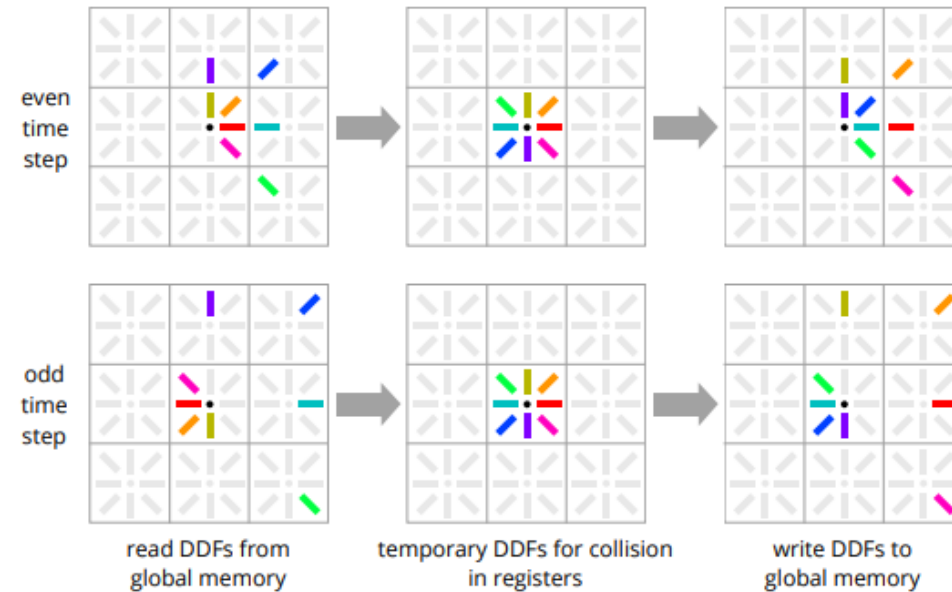 even
time
step
odd
time
step
read DDFs from
global memory
temporary DDFs for collision
in registers
write DDFs to
global memory